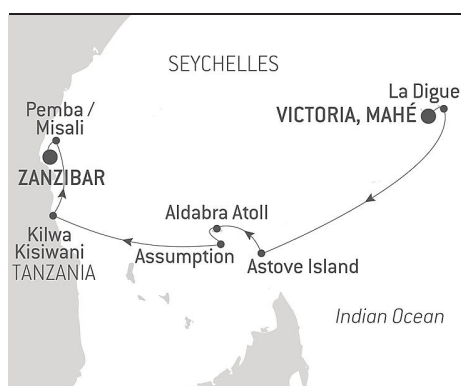 SEYCHELLES
La Digue
VICTORIA, MAHÉ
Pemba /
Misali
ZANZIBAR
Aldabra Atoll
Kilwa
Kisiwani
TANZANIA
Assumption
Astove Island
Indian Ocean